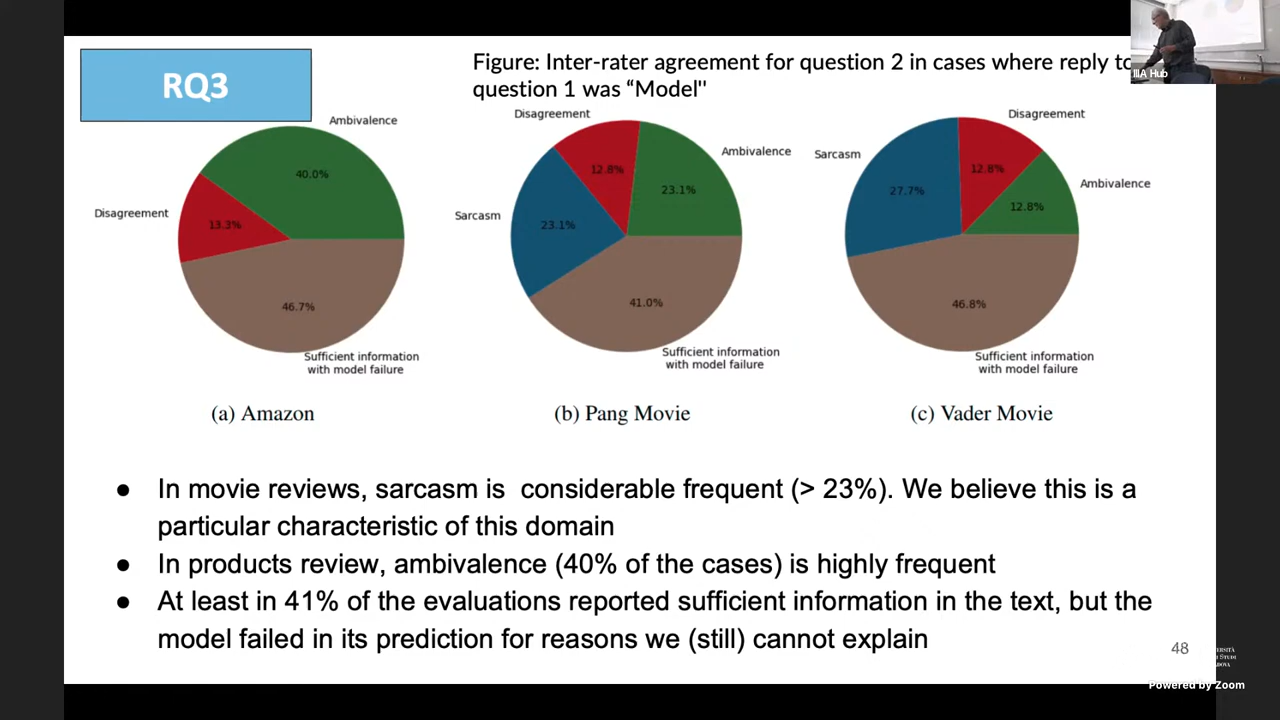 RQ3
Figure: Inter-rater agreement for question 2 in cases where reply to
question 1 was “Model''
IIIA Hub
Ambivalence
40.0%
Disagreement
13.3%
46.7%
Sufficient information
with model failure
(a) Amazon
Disagreement
12.8%
Ambivalence
23.1%
Sarcasm
23.1%
41.0%
Sufficient information
with model failure
(b) Pang Movie
Disagreement
12.8%
Sarcasm
27.7%
Ambivalence
12.8%
46.8%
Sufficient information
with model failure
(c) Vader Movie
● In movie reviews, sarcasm is considerable frequent (> 23%). We believe this is a
particular characteristic of this domain
● In products review, ambivalence (40% of the cases) is highly frequent
● At least in 41% of the evaluations reported sufficient information in the text, but the
model failed in its prediction for reasons we (still) cannot explain
48
Powered by Zoom